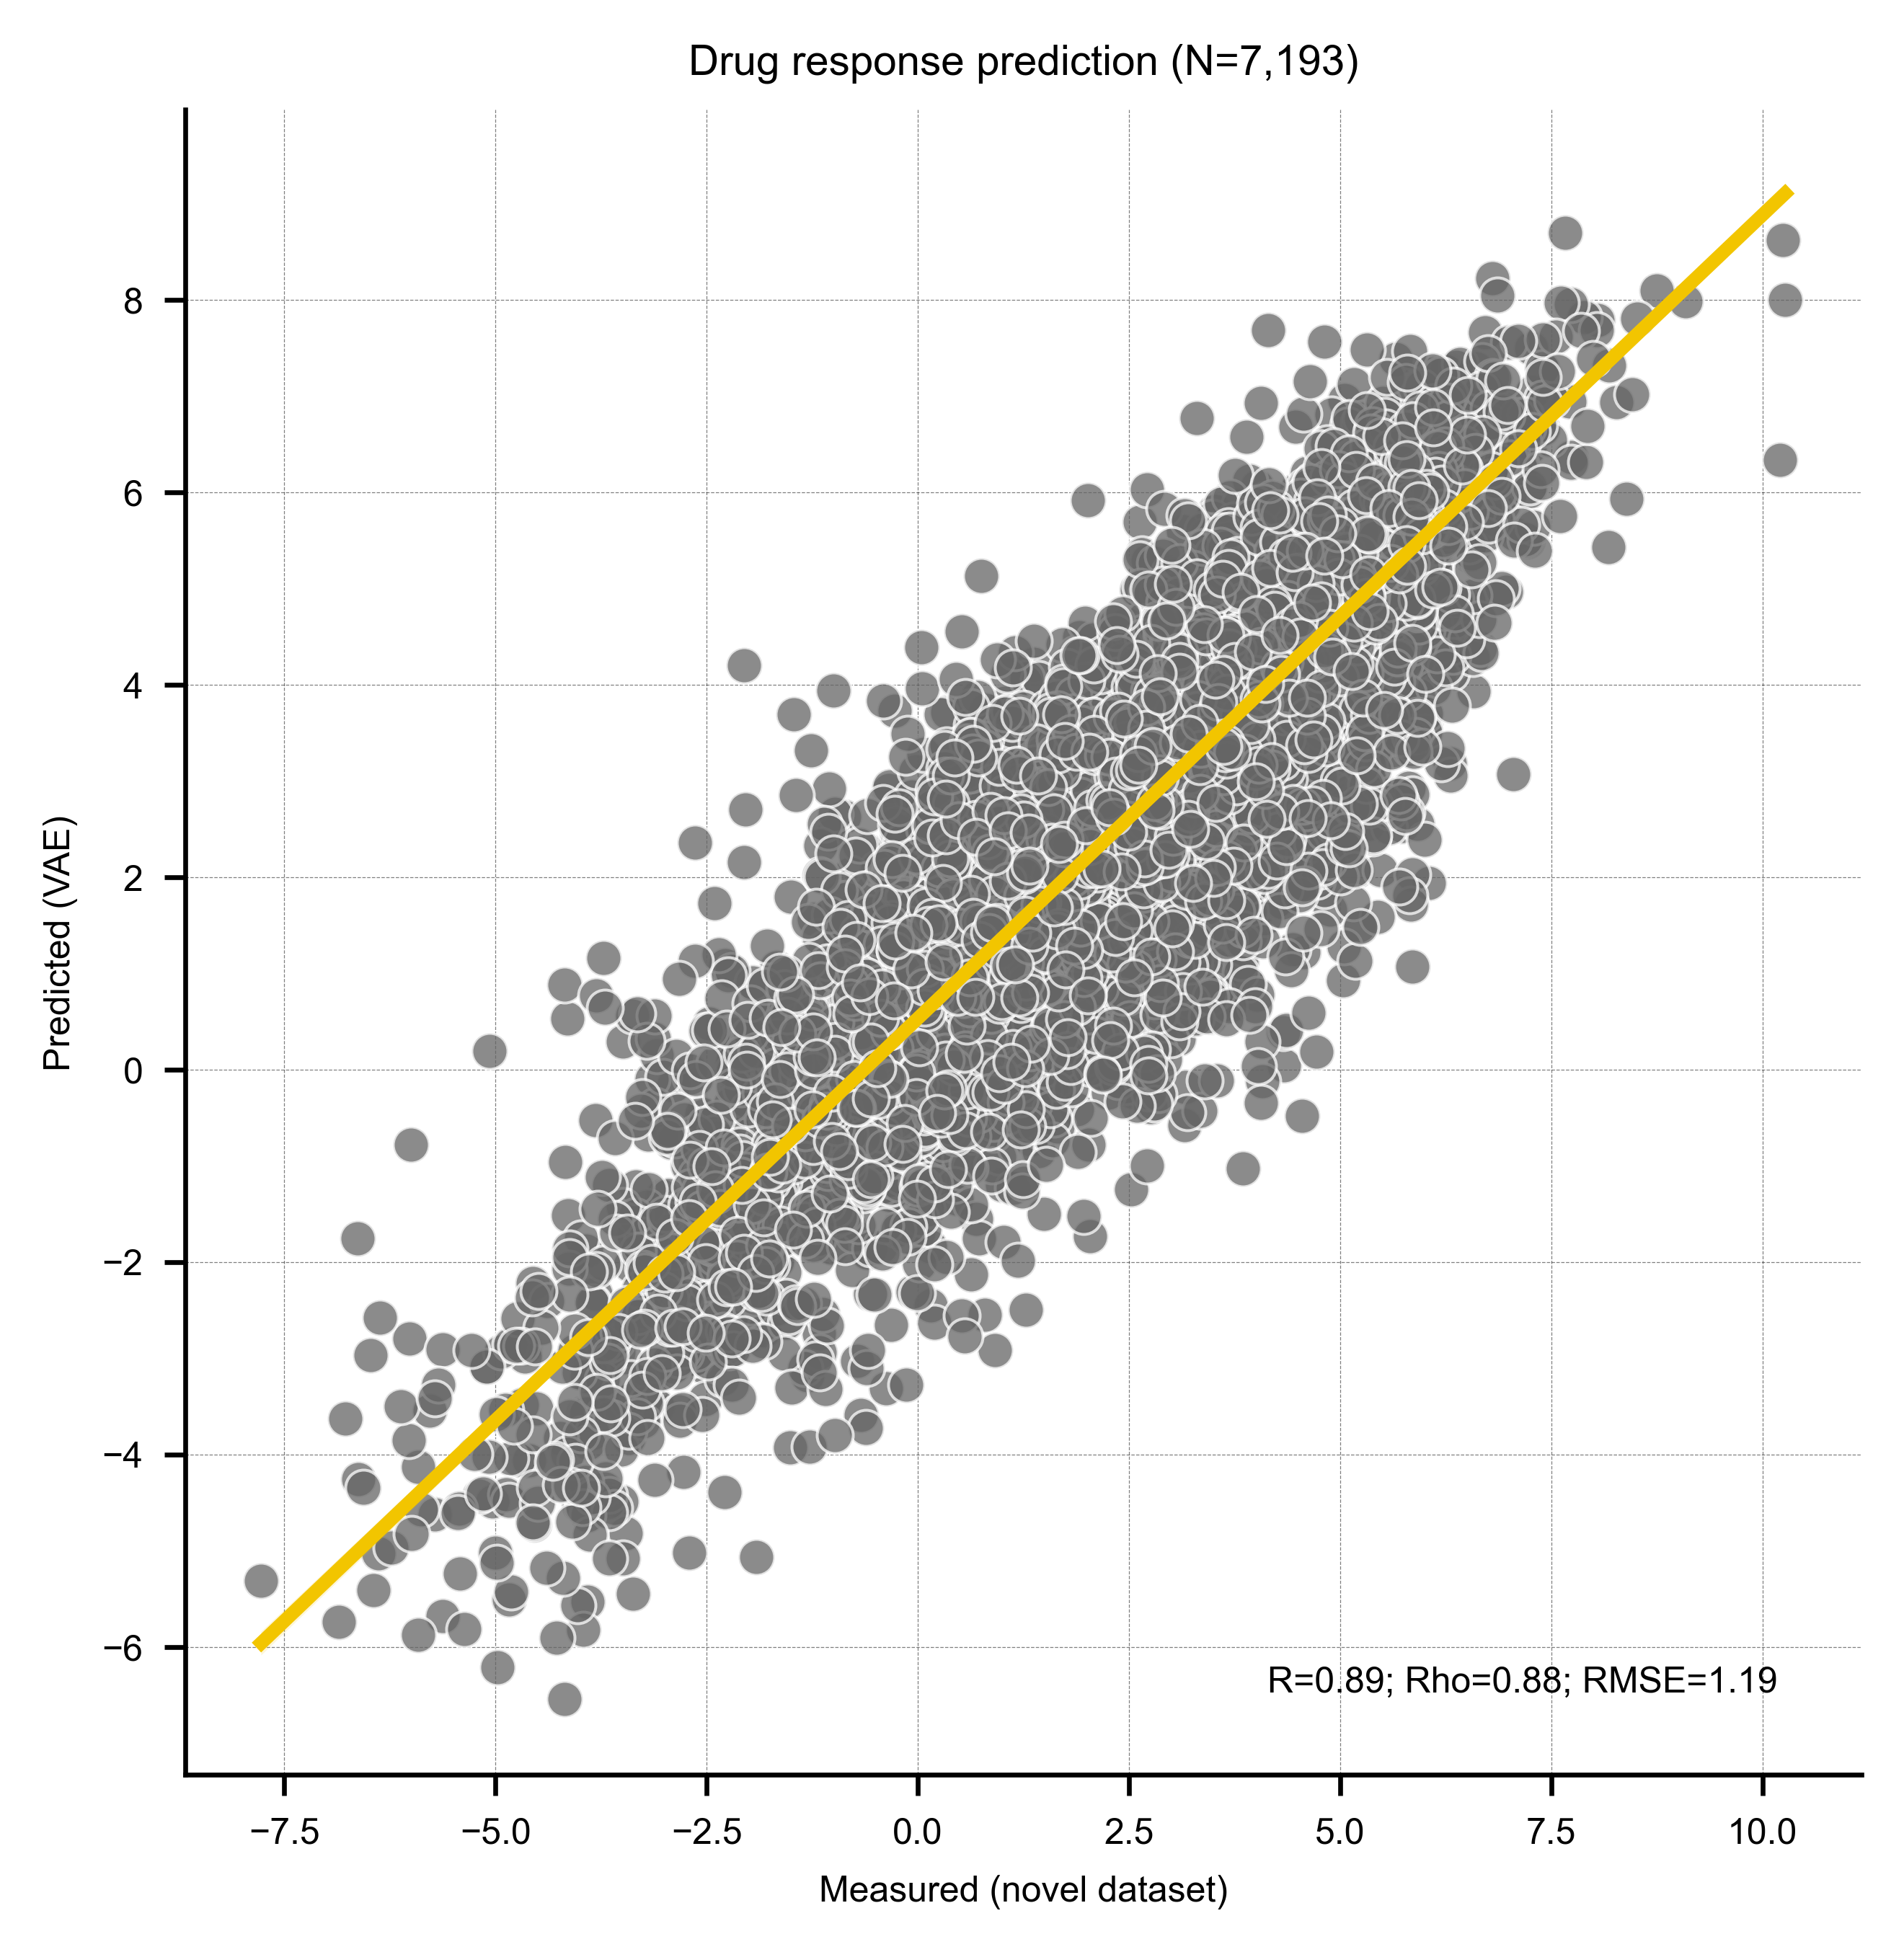 Drug response prediction (N=7,193)
Predicted (VAE)
8
6
4
2
0
−2
−4
−6
R=0.89; Rho=0.88; RMSE=1.19
−7.5 −5.0 −2.5 0.0 2.5 5.0 7.5 10.0
Measured (novel dataset)